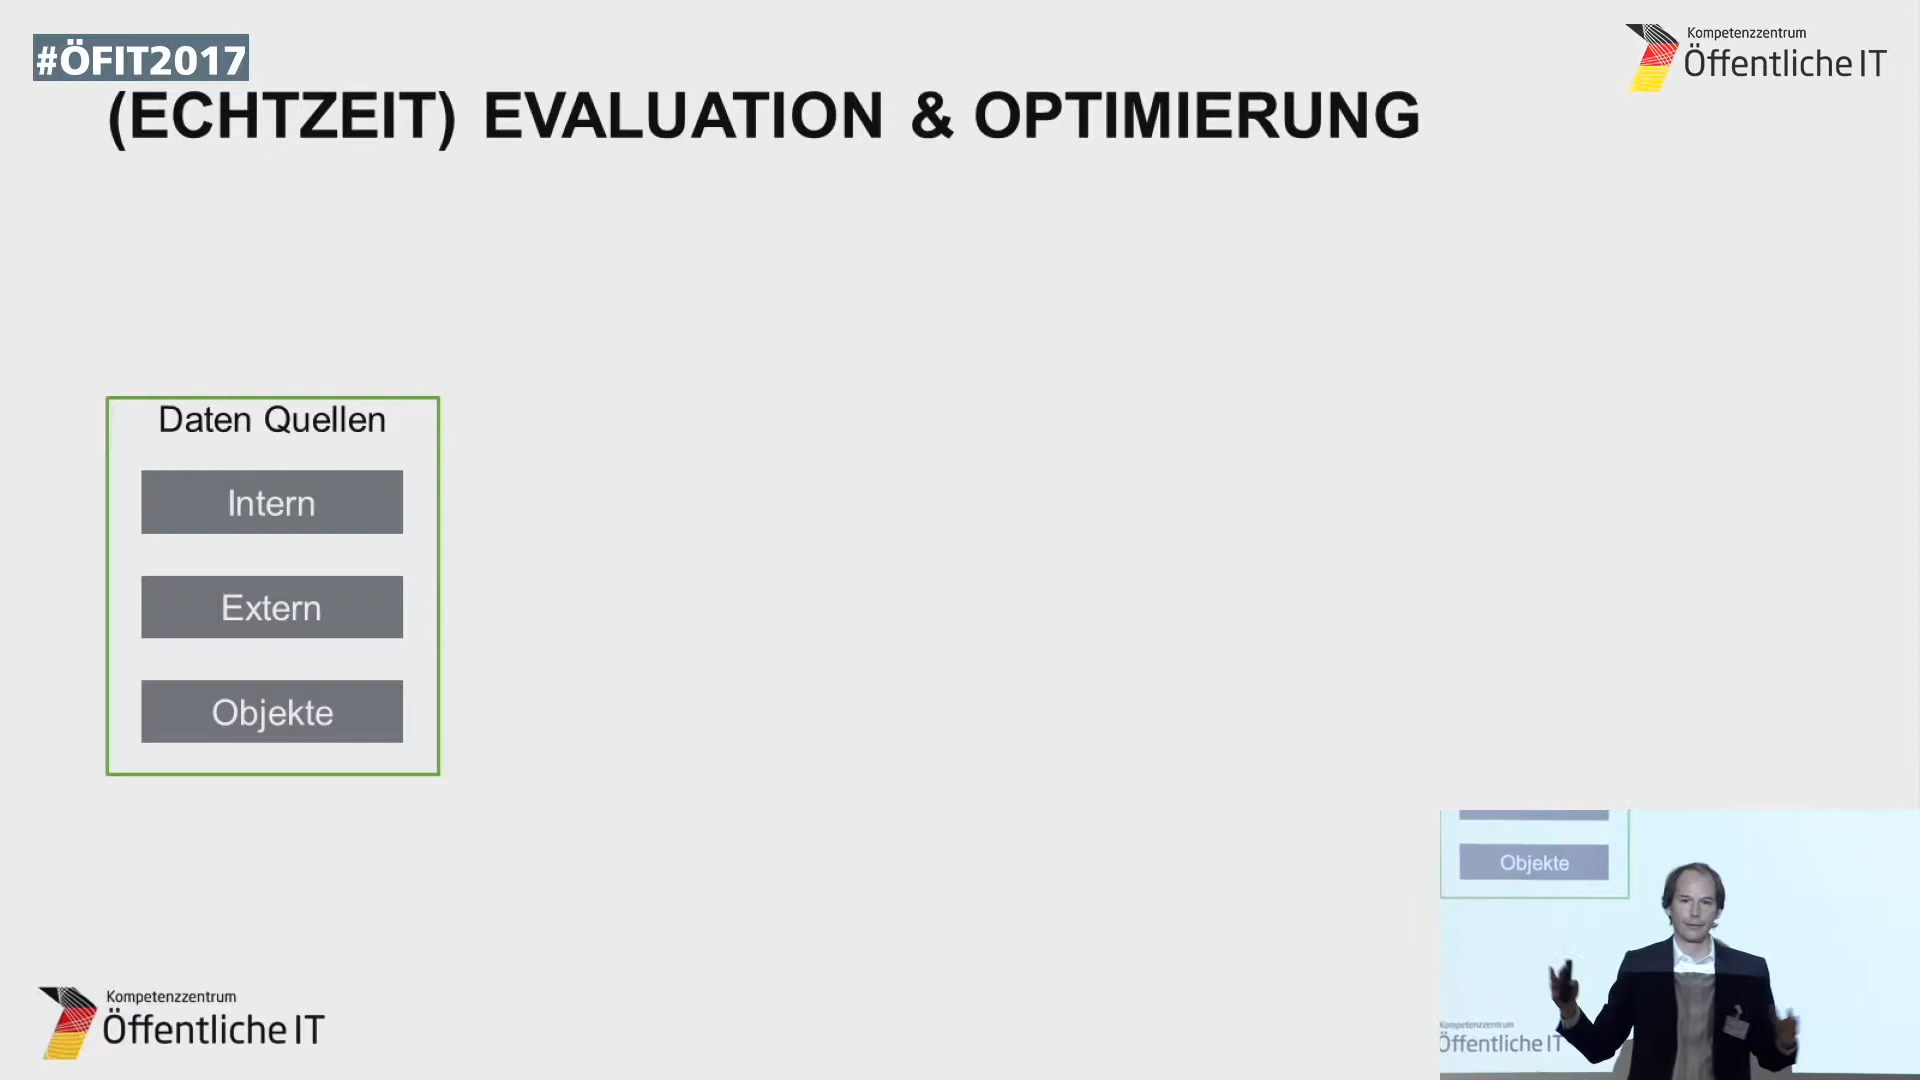 #ÖFIT2017
Kompetenzzentrum
Öffentliche IT
(ECHTZEIT) EVALUATION & OPTIMIERUNG
Daten Quellen
Intern
Extern
Objekte
Objekte
Kompetenzzentrum
Öffentliche IT
Kompetenzzentrum
Öffentliche IT